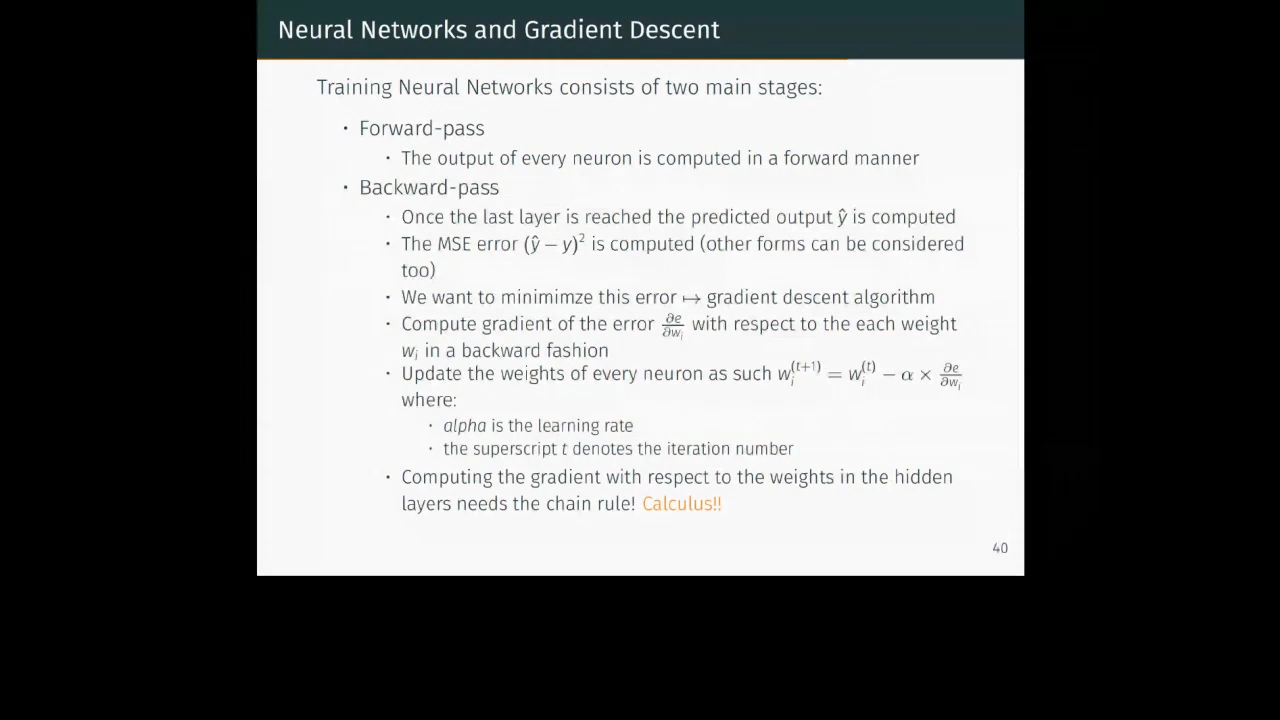 Neural Networks and Gradient Descent
Training Neural Networks consists of two main stages:
· Forward-pass
· The output of every neuron is computed in a forward manner
· Backward-pass
· Once the last layer is reached the predicted output ŷ is computed
· The MSE error (ŷ − y)² is computed (other forms can be considered
too)
· We want to minimimze this error ↦ gradient descent algorithm
· Compute gradient of the error ∂e/∂wᵢ with respect to the each weight
wᵢ in a backward fashion
· Update the weights of every neuron as such wᵢ⁽ᵗ⁺¹⁾ = wᵢ⁽ᵗ⁾ − α × ∂e/∂wᵢ
where:
· alpha is the learning rate
· the superscript t denotes the iteration number
· Computing the gradient with respect to the weights in the hidden
layers needs the chain rule! Calculus!!
40